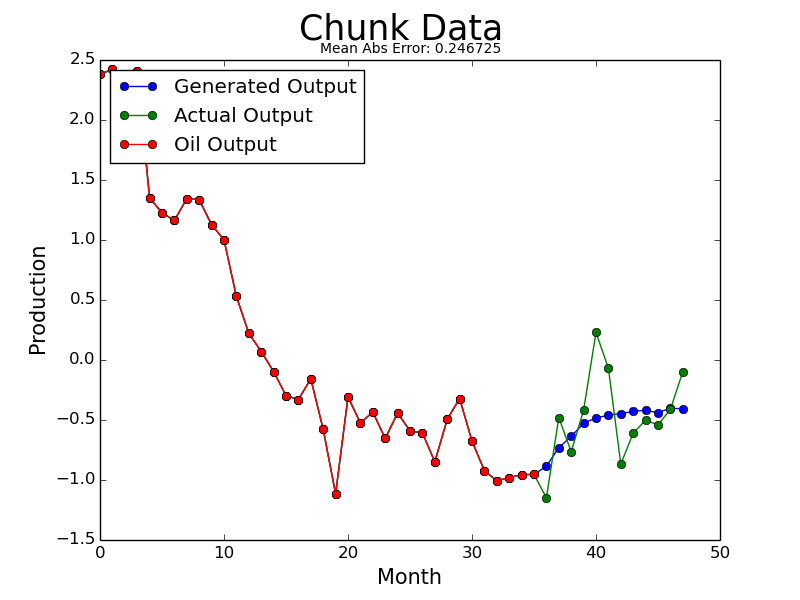 Chunk Data
Mean Abs Error: 0.246725
Generated Output
Actual Output
Oil Output
2.5
2.0
1.5
1.0
0.5
0.0
−0.5
−1.0
−1.5
Production
0 10 20 30 40 50
Month